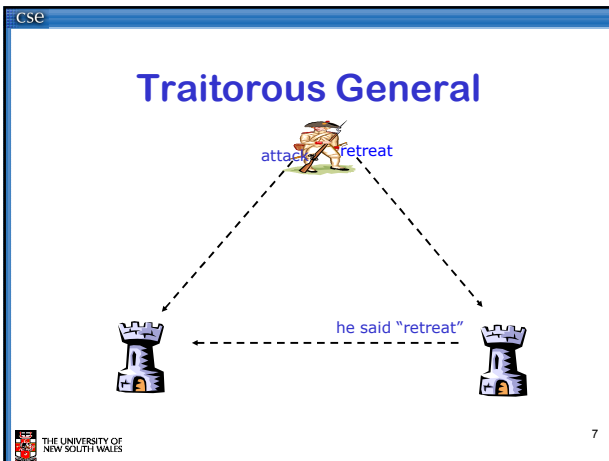 cse
Traitorous General
attack
retreat
he said “retreat”
THE UNIVERSITY OF
NEW SOUTH WALES
7